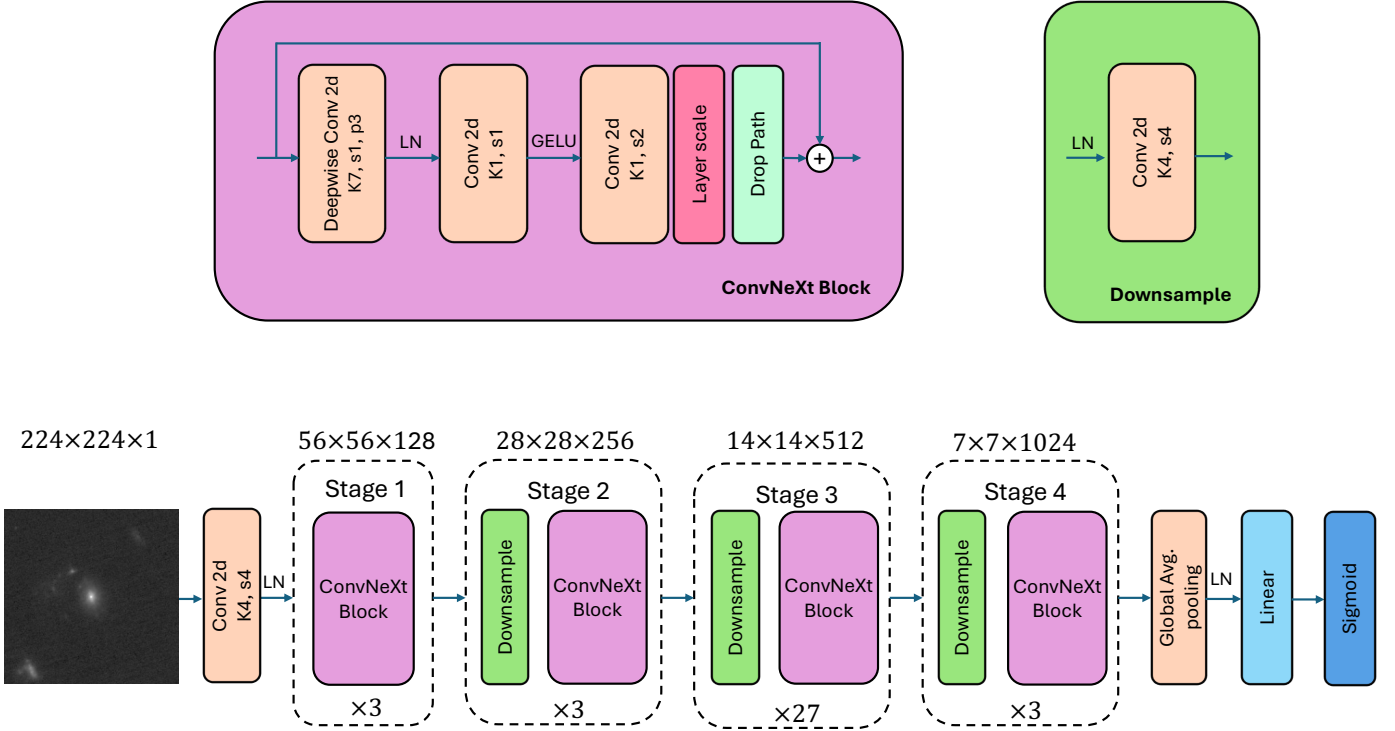 Deepwise Conv 2d
K7, s1, p3
LN
Conv 2d
K1, s1
GELU
Conv 2d
K1, s2
Layer scale
Drop Path
+
ConvNeXt Block
LN
Conv 2d
K4, s4
Downsample
224×224×1
56×56×128
28×28×256
14×14×512
7×7×1024
Conv 2d
K4, s4
LN
Stage 1
ConvNeXt
Block
×3
Stage 2
Downsample
ConvNeXt
Block
×3
Stage 3
Downsample
ConvNeXt
Block
×27
Stage 4
Downsample
ConvNeXt
Block
×3
Global Avg.
pooling
LN
Linear
Sigmoid